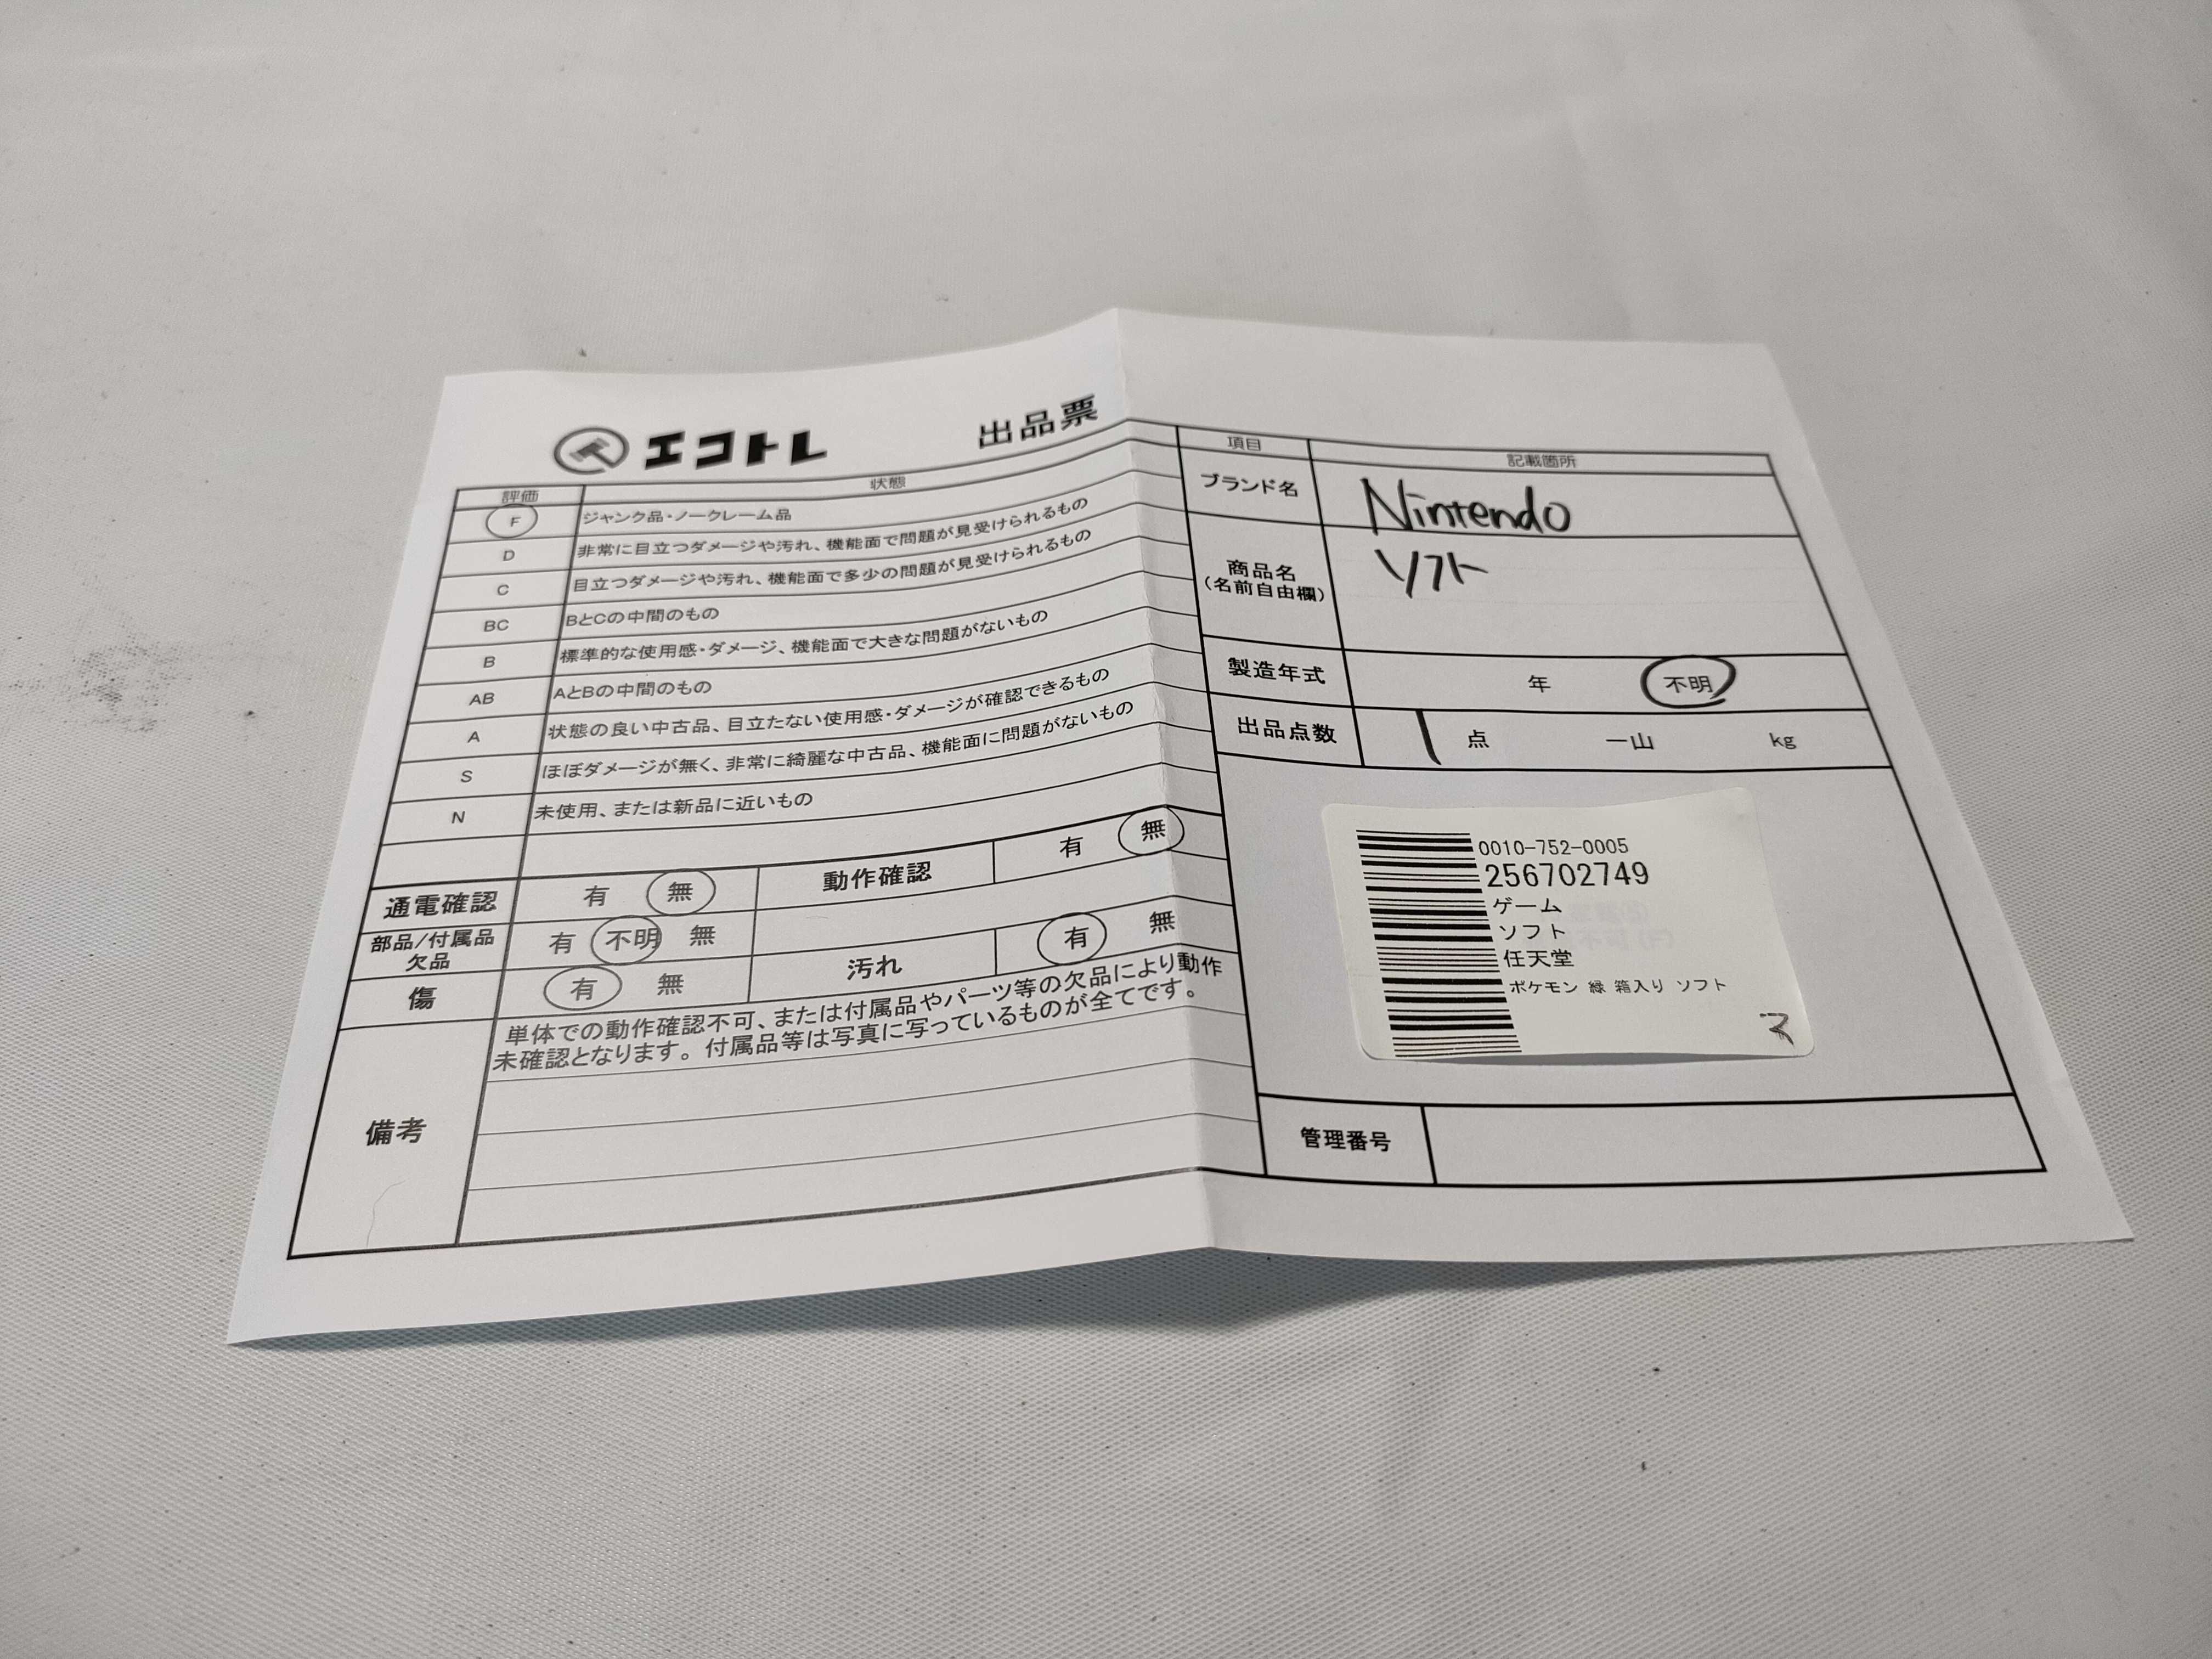 エコトレ 出品票
評価 状態
F ジャンク品・ノークレーム品
D 非常に目立つダメージや汚れ、機能面で問題が見受けられるもの
C 目立つダメージや汚れ、機能面で多少の問題が見受けられるもの
BC BとCの中間のもの
B 標準的な使用感・ダメージ、機能面で大きな問題がないもの
AB AとBの中間のもの
A 状態の良い中古品、目立たない使用感・ダメージが確認できるもの
S ほぼダメージが無く、非常に綺麗な中古品、機能面に問題がないもの
N 未使用、または新品に近いもの
通電確認 有 無 動作確認 有 無
部品/付属品
欠品 有 不明 無
傷 有 無 汚れ 有 無
備考
単体での動作確認不可、または付属品やパーツ等の欠品により動作
未確認となります。付属品等は写真に写っているものが全てです。
項目 記載箇所
ブランド名 Nintendo
商品名
(名前自由欄)
ソフト
製造年式 年 不明
出品点数 1 点 一山 kg
0010-752-0005
256702749
ゲーム
ソフト
任天堂
ポケモン 緑 箱入り ソフト
管理番号